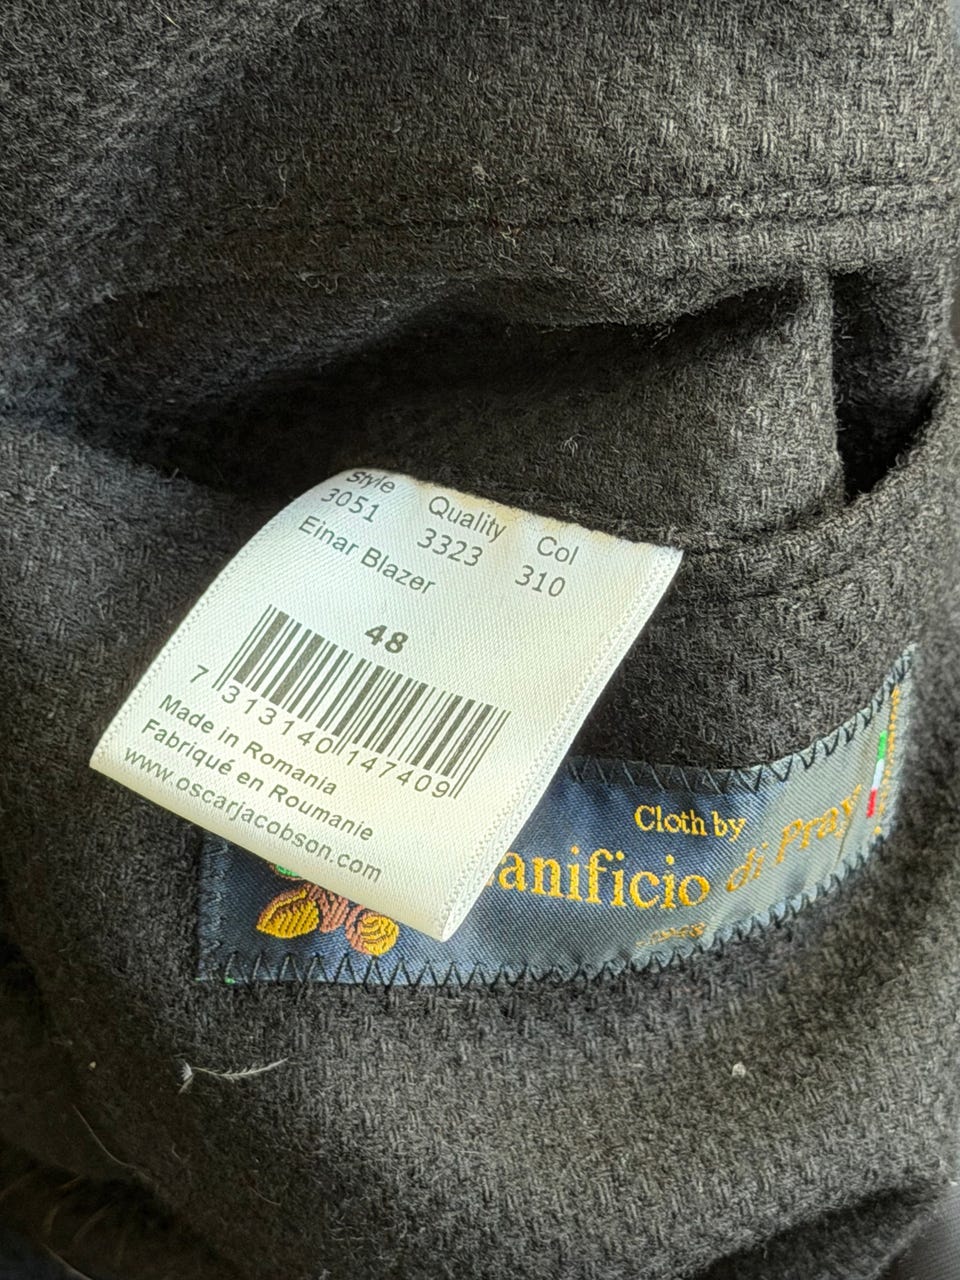 Style Quality Col
3051 3323 310
Einar Blazer
48
7 313140 147409
Made in Romania
Fabriqué en Roumanie
www.oscarjacobson.com
Cloth by
anificio di Pray